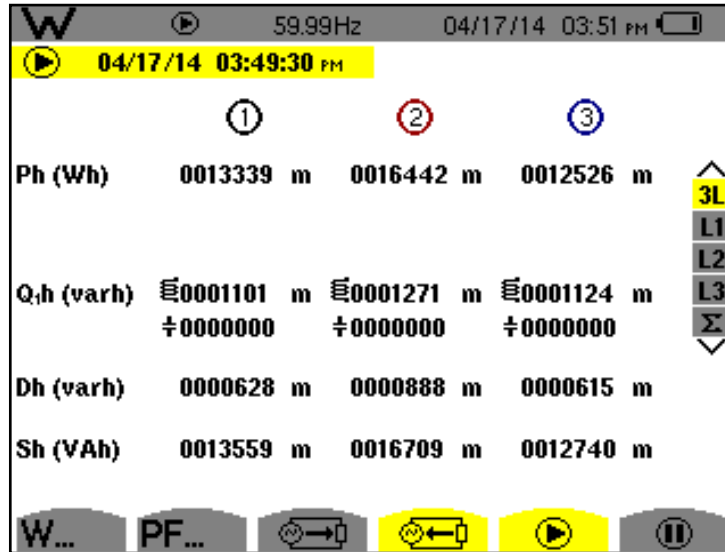 W 59.99Hz 04/17/14 03:51 PM
04/17/14 03:49:30 PM
1 2 3
Ph (Wh) 0013339 m 0016442 m 0012526 m
3L
L1
L2
Q₁h (varh) 0001101 m 0001271 m 0001124 m L3
0000000 0000000 0000000 Σ
Dh (varh) 0000628 m 0000888 m 0000615 m
Sh (VAh) 0013559 m 0016709 m 0012740 m
W... PF...